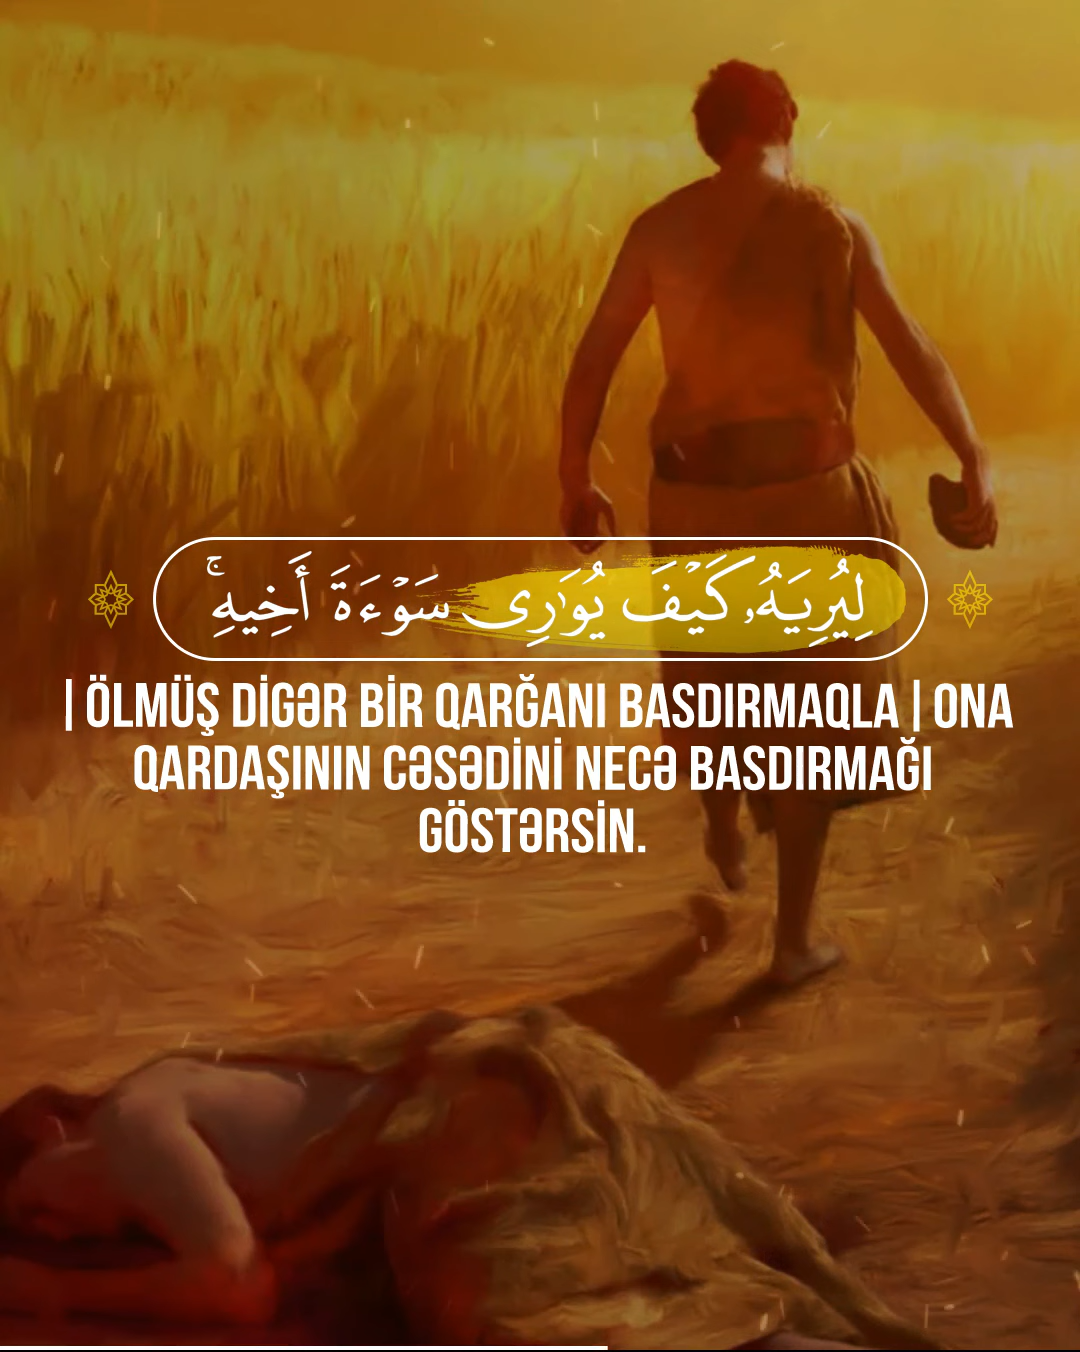 لِيُرِيَهُۥ كَيْفَ يُوَٰرِى سَوْءَةَ أَخِيهِ ۚ
| ÖLMÜŞ DİGƏR BİR QARĞANI BASDIRMAQLA | ONA
QARDAŞININ CƏSƏDİNİ NECƏ BASDIRMAĞI
GÖSTƏRSİN.